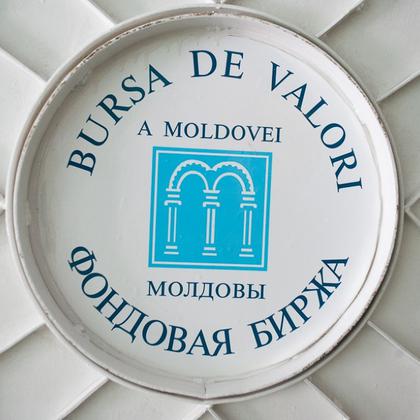 BURSA DE VALORI
A MOLDOVEI
МОЛДОВЫ
ФОНДОВАЯ БИРЖА